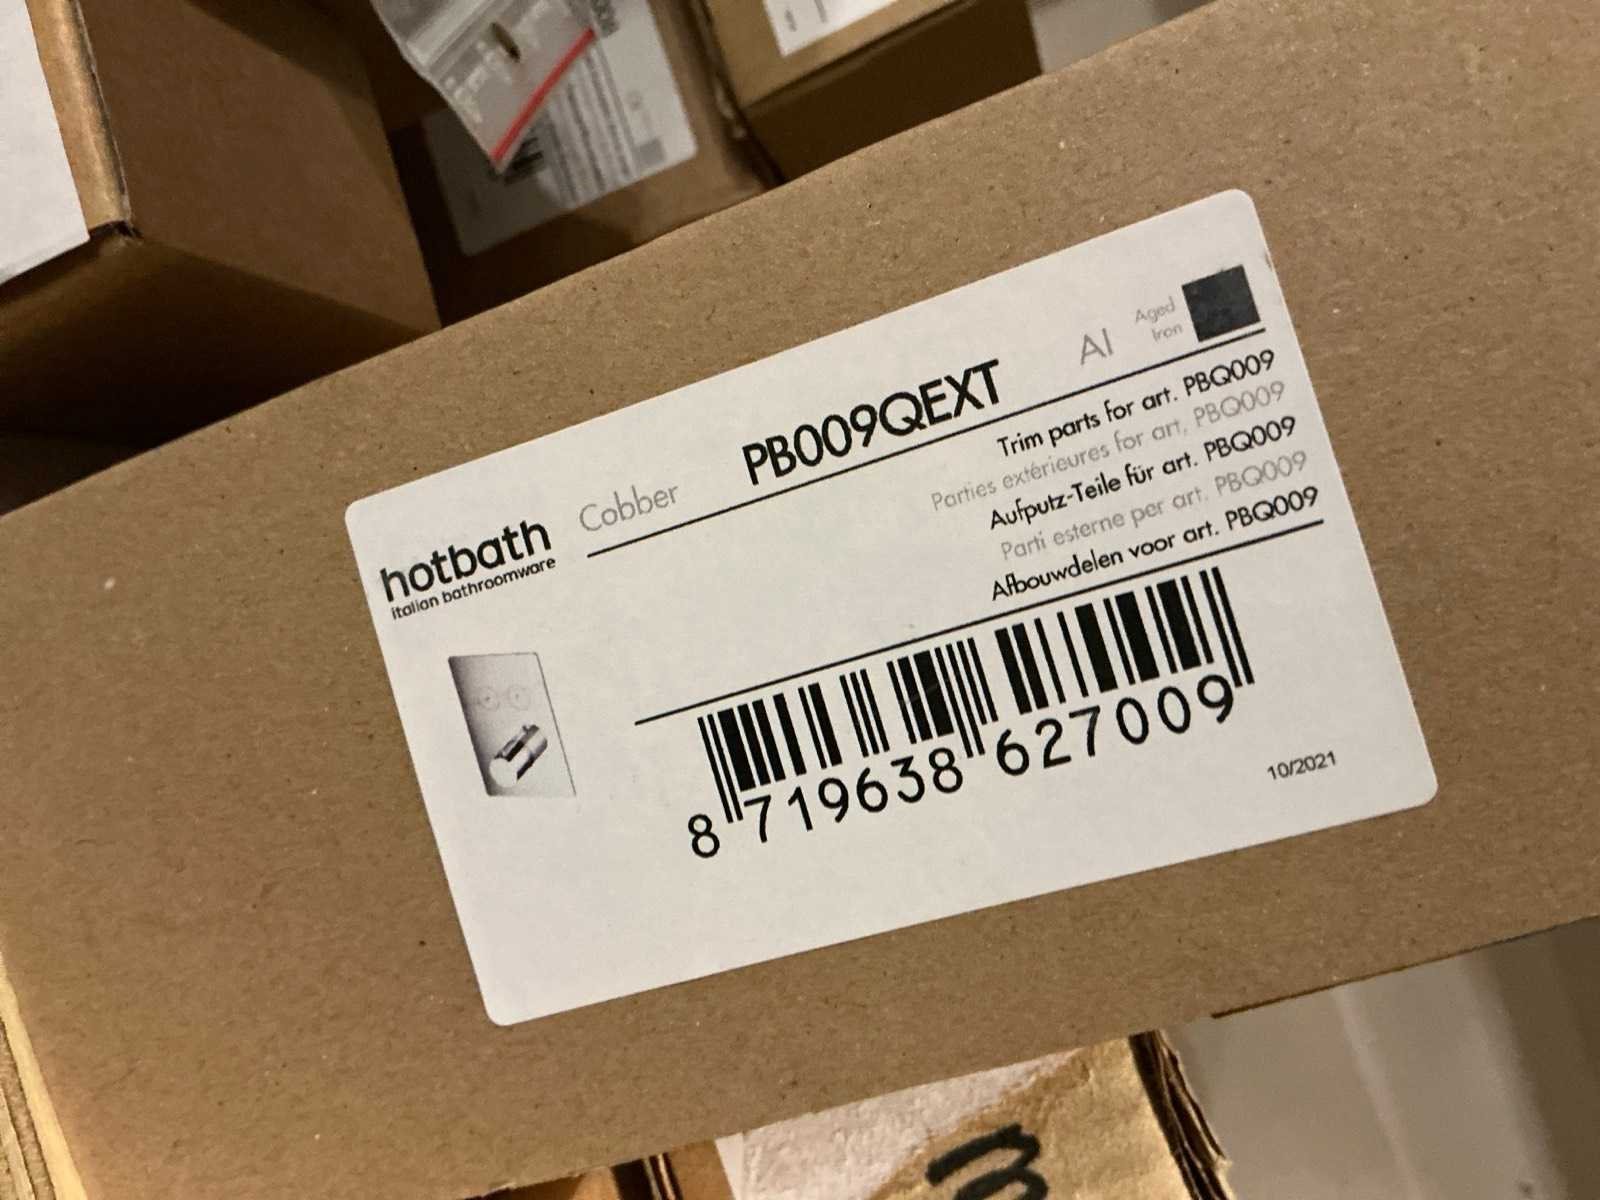 hotbath
italian bathroomware
Cobber
PB009QEXT
AI
Aged
Iron
Trim parts for art. PBQ009
Parties extérieures for art, PBQ009
Aufputz-Teile für art. PBQ009
Parti esterne per art. PBQ009
Afbouwdelen voor art. PBQ009
8 719638 627009
10/2021